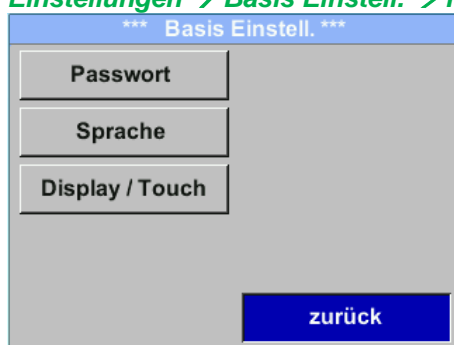 Einstellungen → Basis Einstell. →
*** Basis Einstell. ***
Passwort
Sprache
Display / Touch
zurück